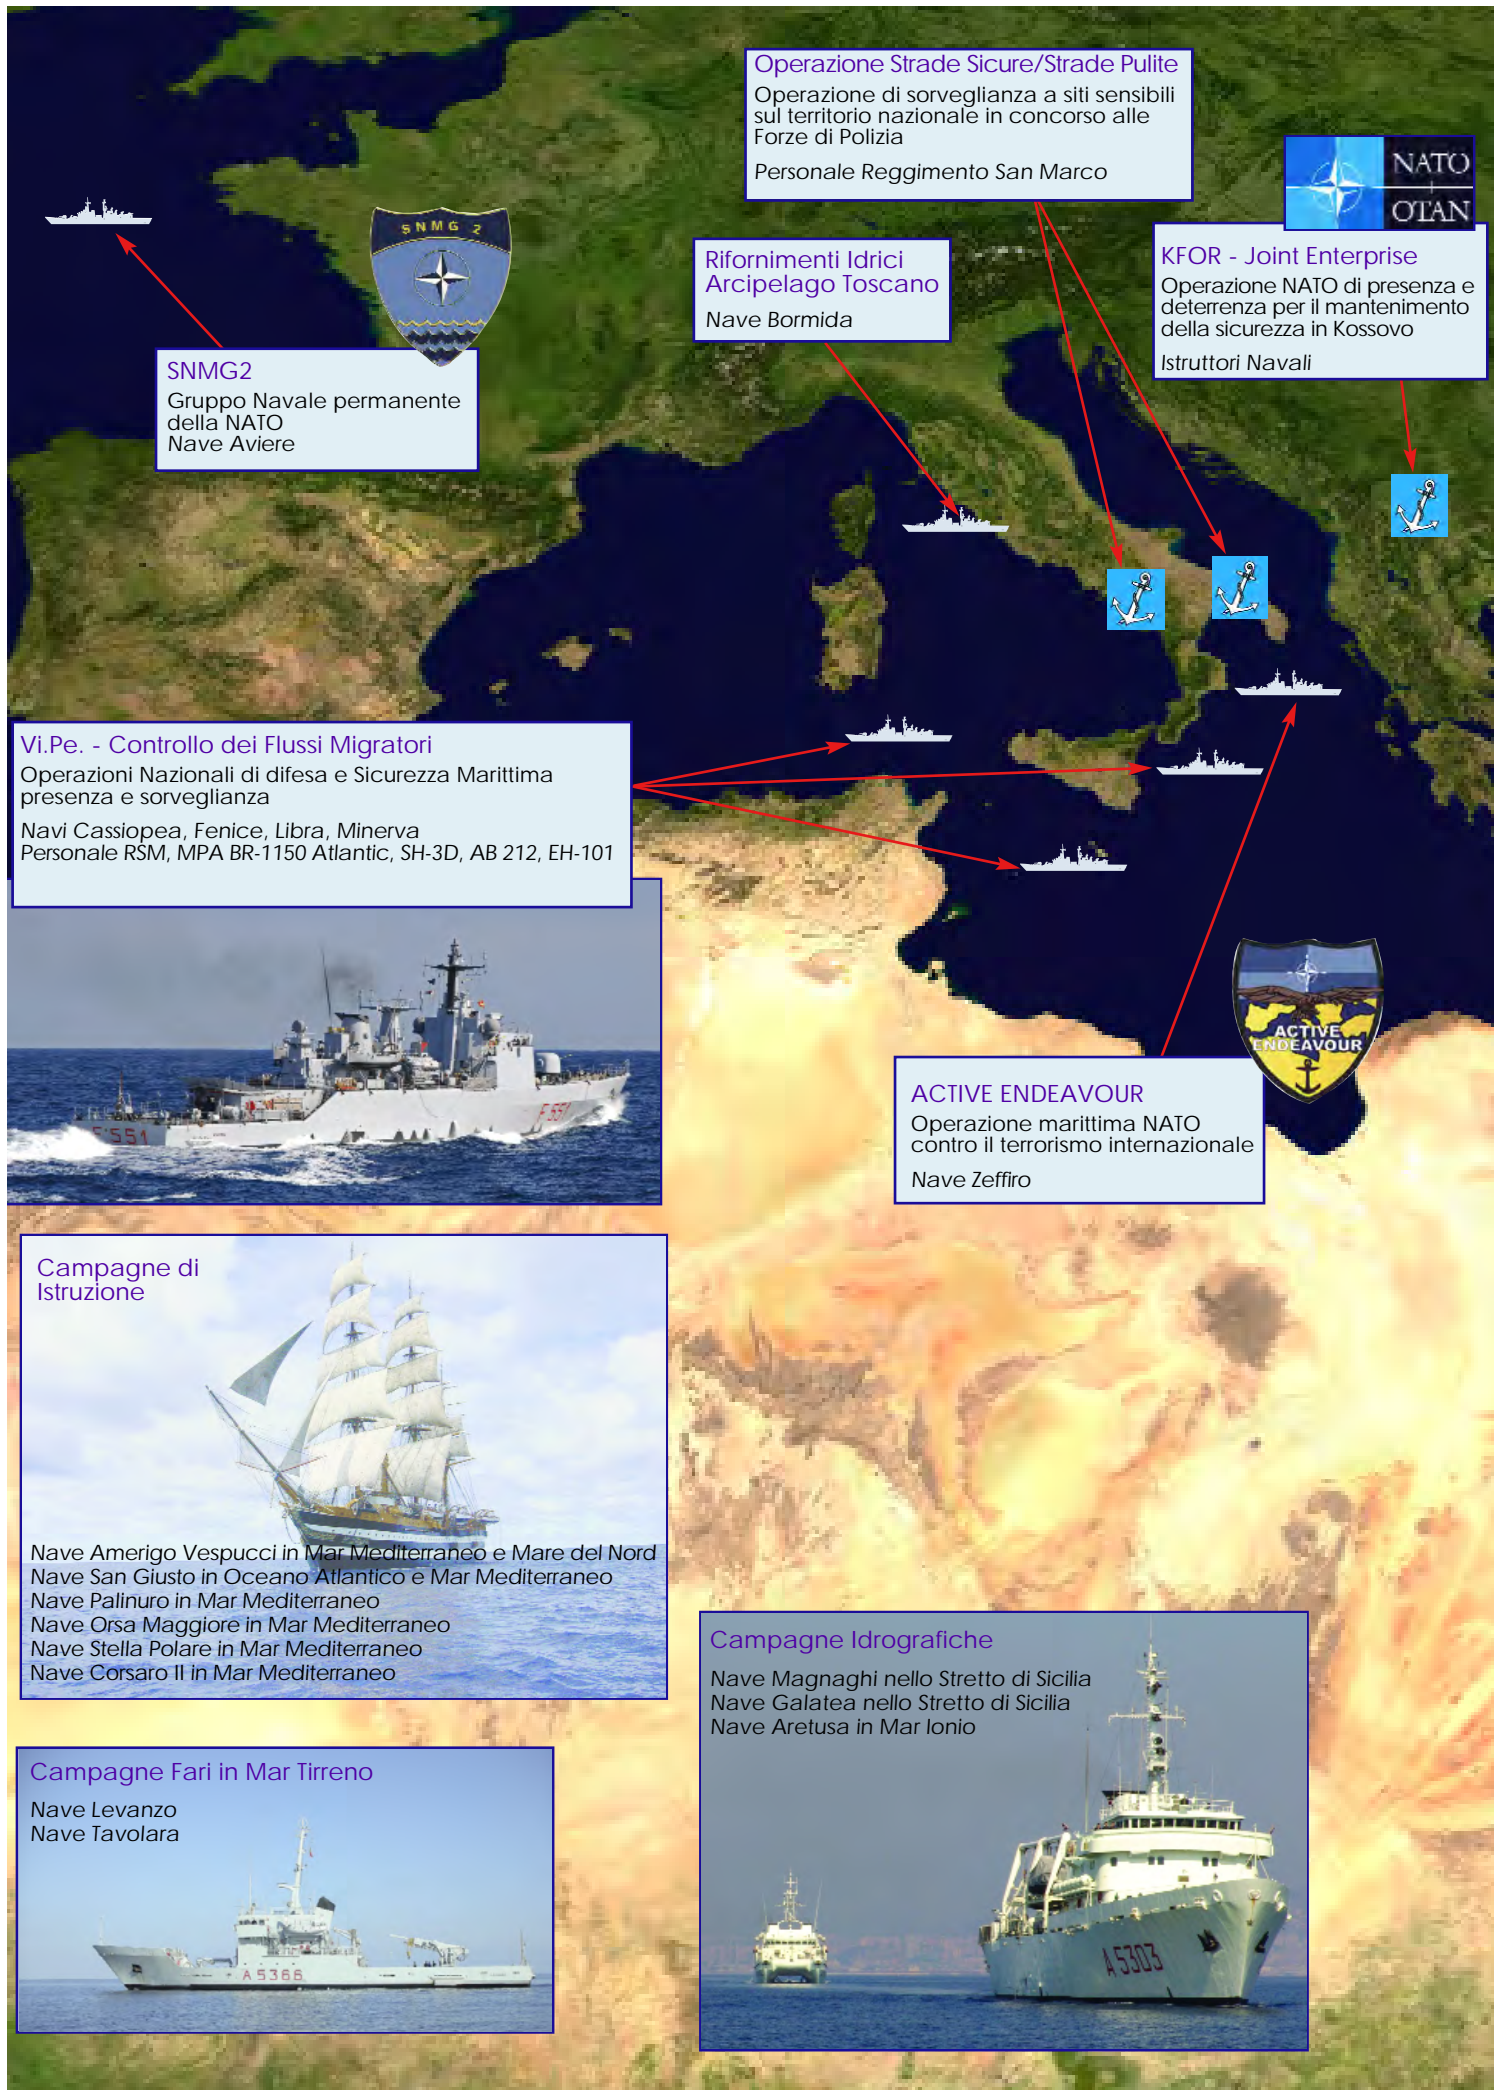 Operazione Strade Sicure/Strade Pulite
Operazione di sorveglianza a siti sensibili
sul territorio nazionale in concorso alle
Forze di Polizia
Personale Reggimento San Marco
NATO
OTAN
KFOR - Joint Enterprise
Operazione NATO di presenza e
deterrenza per il mantenimento
della sicurezza in Kossovo
Istruttori Navali
Rifornimenti Idrici
Arcipelago Toscano
Nave Bormida
SNMG 2
SNMG2
Gruppo Navale permanente
della NATO
Nave Aviere
Vi.Pe. - Controllo dei Flussi Migratori
Operazioni Nazionali di difesa e Sicurezza Marittima
presenza e sorveglianza
Navi Cassiopea, Fenice, Libra, Minerva
Personale RSM, MPA BR-1150 Atlantic, SH-3D, AB 212, EH-101
F 551
F 551
ACTIVE
ENDEAVOUR
ACTIVE ENDEAVOUR
Operazione marittima NATO
contro il terrorismo internazionale
Nave Zeffiro
Campagne di
Istruzione
Nave Amerigo Vespucci in Mar Mediterraneo e Mare del Nord
Nave San Giusto in Oceano Atlantico e Mar Mediterraneo
Nave Palinuro in Mar Mediterraneo
Nave Orsa Maggiore in Mar Mediterraneo
Nave Stella Polare in Mar Mediterraneo
Nave Corsaro II in Mar Mediterraneo
Campagne Idrografiche
Nave Magnaghi nello Stretto di Sicilia
Nave Galatea nello Stretto di Sicilia
Nave Aretusa in Mar Ionio
A 5303
Campagne Fari in Mar Tirreno
Nave Levanzo
Nave Tavolara
A 5366